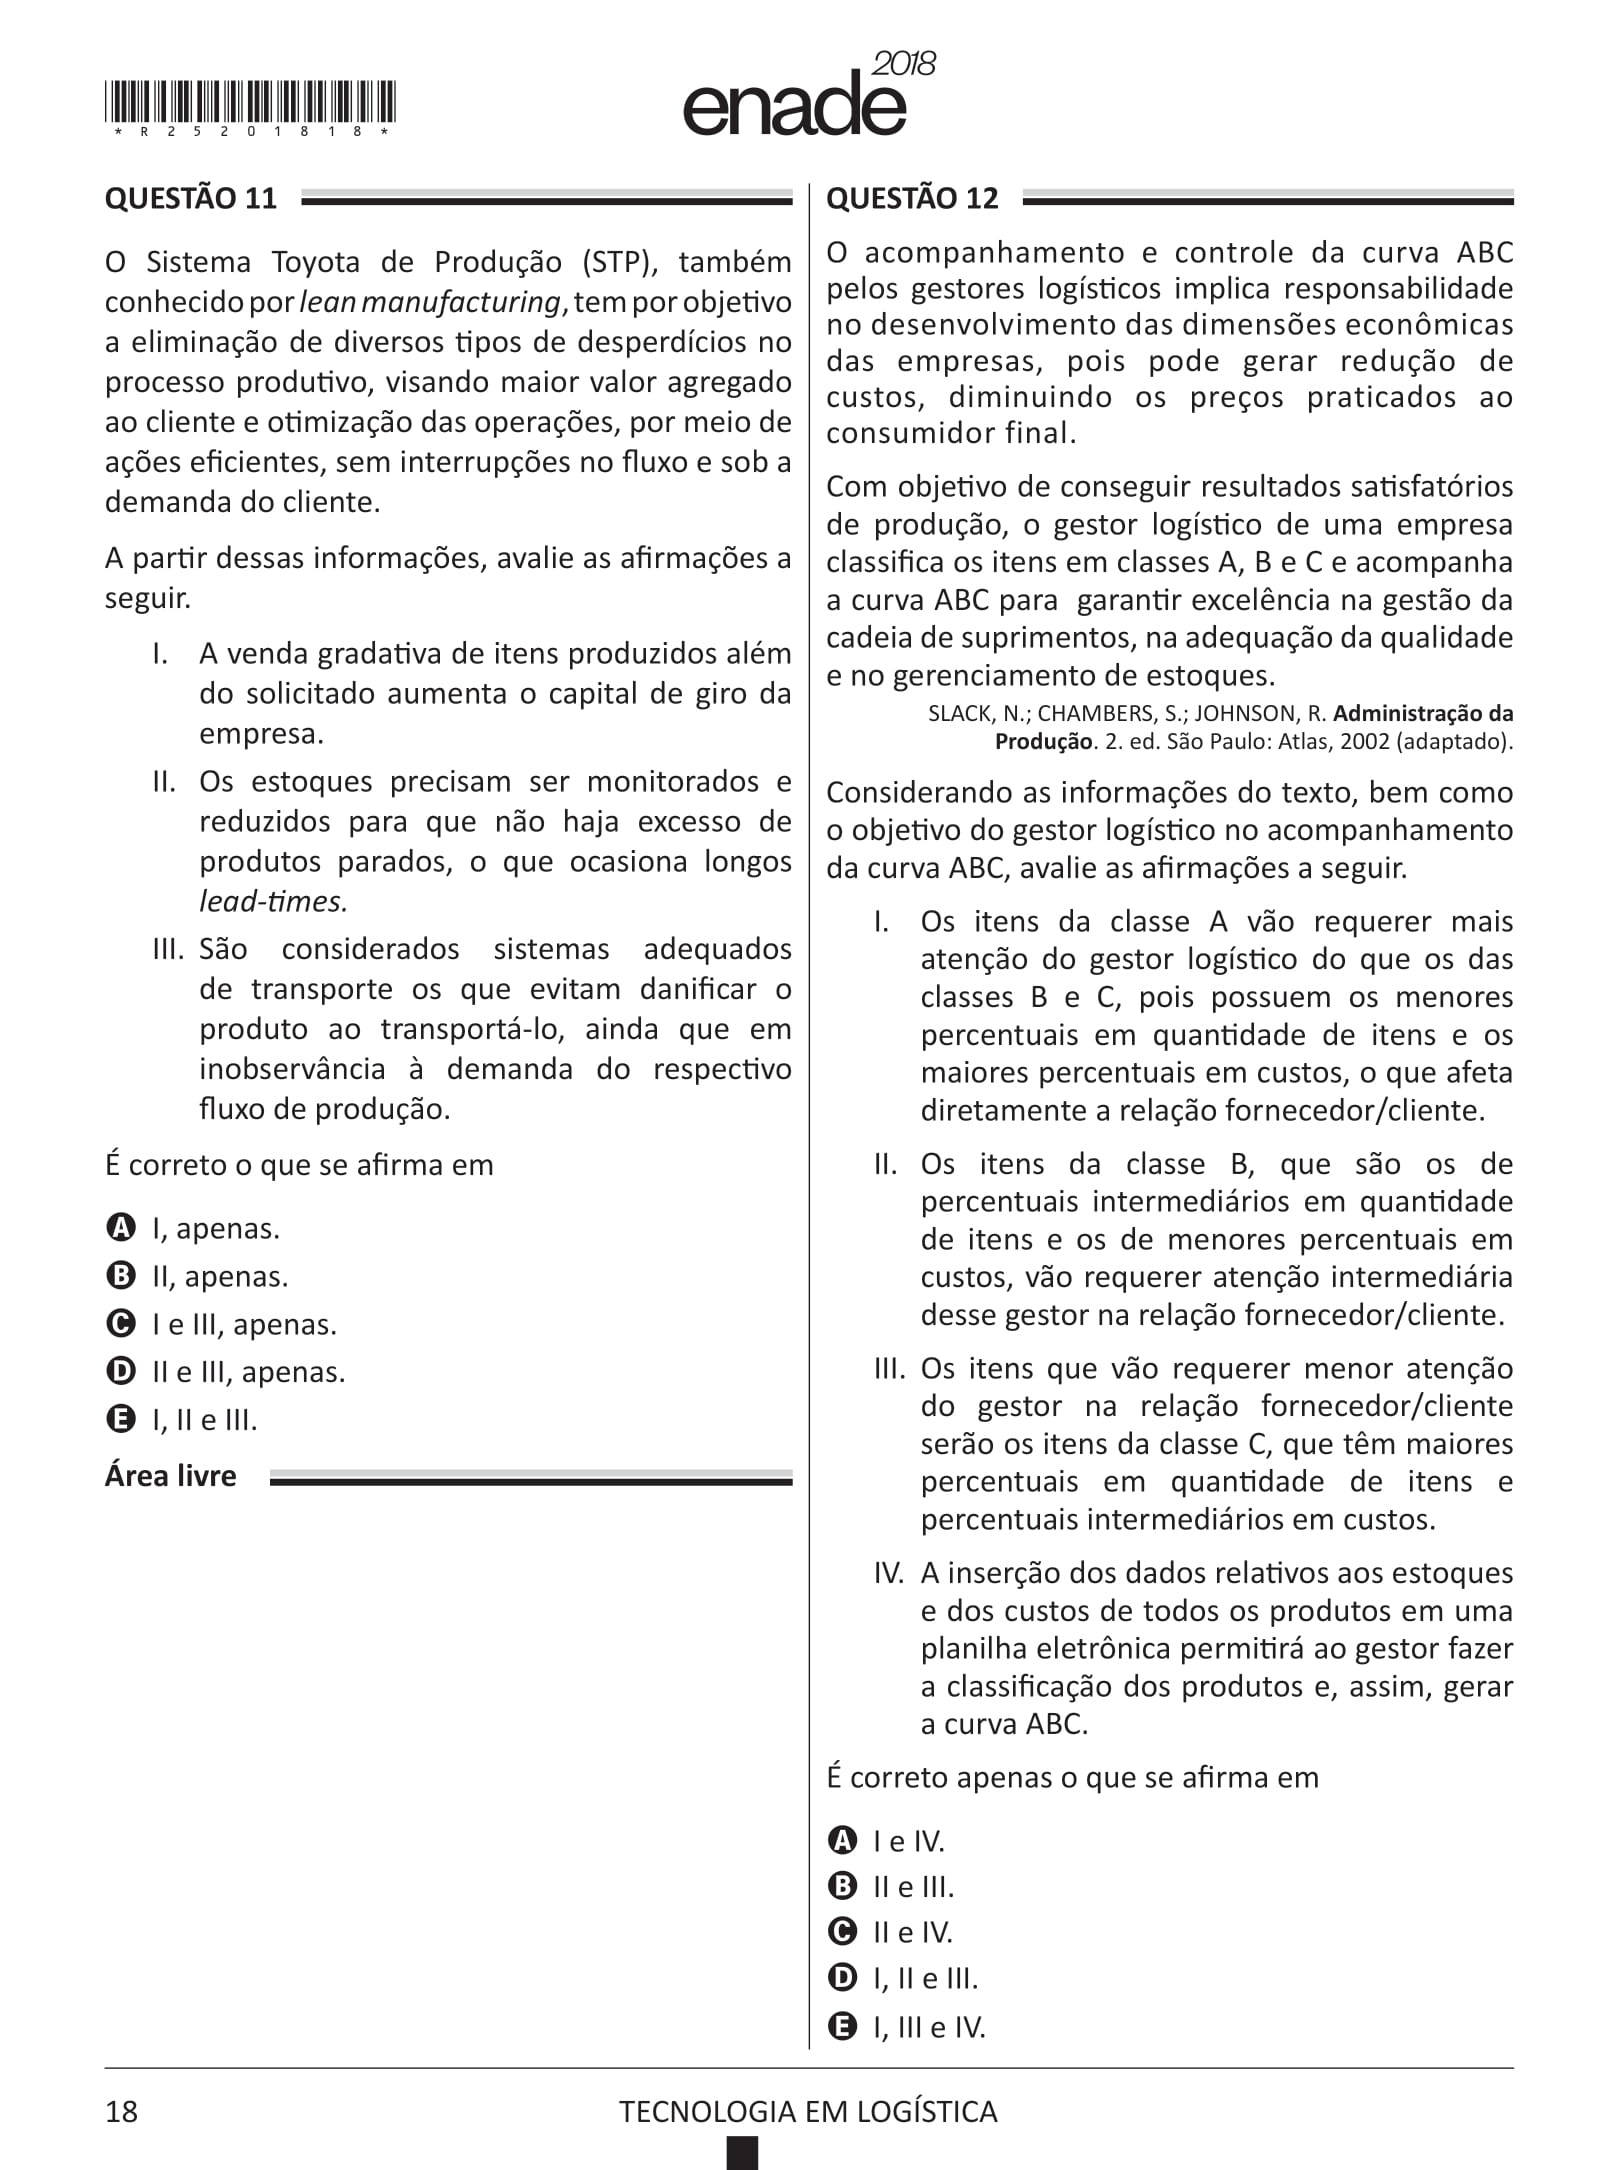 *R25201818*
enade 2018
QUESTÃO 11
O Sistema Toyota de Produção (STP), também
conhecido por lean manufacturing, tem por objetivo
a eliminação de diversos tipos de desperdícios no
processo produtivo, visando maior valor agregado
ao cliente e otimização das operações, por meio de
ações eficientes, sem interrupções no fluxo e sob a
demanda do cliente.
A partir dessas informações, avalie as afirmações a
seguir.
I. A venda gradativa de itens produzidos além
do solicitado aumenta o capital de giro da
empresa.
II. Os estoques precisam ser monitorados e
reduzidos para que não haja excesso de
produtos parados, o que ocasiona longos
lead-times.
III. São considerados sistemas adequados
de transporte os que evitam danificar o
produto ao transportá-lo, ainda que em
inobservância à demanda do respectivo
fluxo de produção.
É correto o que se afirma em
A I, apenas.
B II, apenas.
C I e III, apenas.
D II e III, apenas.
E I, II e III.
Área livre
QUESTÃO 12
O acompanhamento e controle da curva ABC
pelos gestores logísticos implica responsabilidade
no desenvolvimento das dimensões econômicas
das empresas, pois pode gerar redução de
custos, diminuindo os preços praticados ao
consumidor final.
Com objetivo de conseguir resultados satisfatórios
de produção, o gestor logístico de uma empresa
classifica os itens em classes A, B e C e acompanha
a curva ABC para garantir excelência na gestão da
cadeia de suprimentos, na adequação da qualidade
e no gerenciamento de estoques.
SLACK, N.; CHAMBERS, S.; JOHNSON, R. Administração da
Produção. 2. ed. São Paulo: Atlas, 2002 (adaptado).
Considerando as informações do texto, bem como
o objetivo do gestor logístico no acompanhamento
da curva ABC, avalie as afirmações a seguir.
I. Os itens da classe A vão requerer mais
atenção do gestor logístico do que os das
classes B e C, pois possuem os menores
percentuais em quantidade de itens e os
maiores percentuais em custos, o que afeta
diretamente a relação fornecedor/cliente.
II. Os itens da classe B, que são os de
percentuais intermediários em quantidade
de itens e os de menores percentuais em
custos, vão requerer atenção intermediária
desse gestor na relação fornecedor/cliente.
III. Os itens que vão requerer menor atenção
do gestor na relação fornecedor/cliente
serão os itens da classe C, que têm maiores
percentuais em quantidade de itens e
percentuais intermediários em custos.
IV. A inserção dos dados relativos aos estoques
e dos custos de todos os produtos em uma
planilha eletrônica permitirá ao gestor fazer
a classificação dos produtos e, assim, gerar
a curva ABC.
É correto apenas o que se afirma em
A I e IV.
B II e III.
C II e IV.
D I, II e III.
E I, III e IV.
18
TECNOLOGIA EM LOGÍSTICA